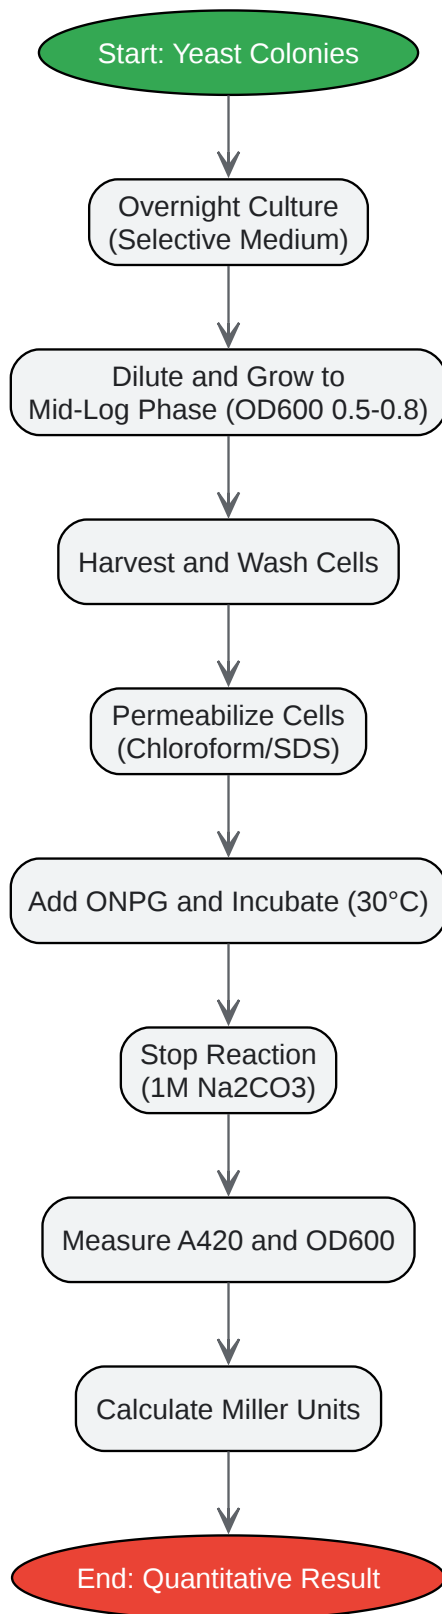 Start: Yeast Colonies
Overnight Culture
(Selective Medium)
Dilute and Grow to
Mid-Log Phase (OD600 0.5-0.8)
Harvest and Wash Cells
Permeabilize Cells
(Chloroform/SDS)
Add ONPG and Incubate (30°C)
Stop Reaction
(1M Na2CO3)
Measure A420 and OD600
Calculate Miller Units
End: Quantitative Result